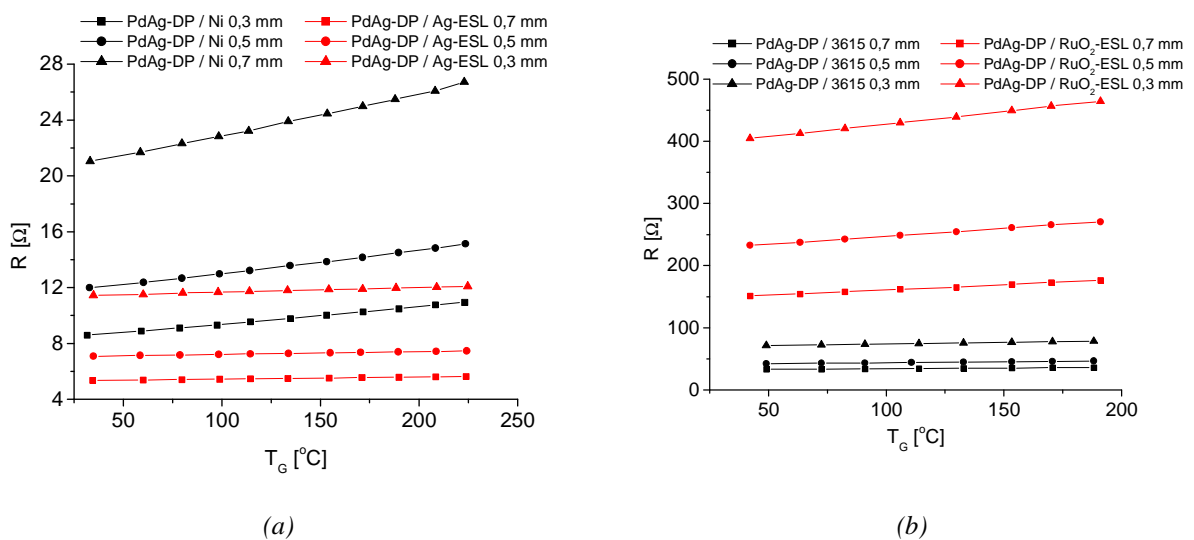 PdAg-DP / Ni 0,3 mm PdAg-DP / Ag-ESL 0,7 mm
PdAg-DP / Ni 0,5 mm PdAg-DP / Ag-ESL 0,5 mm
PdAg-DP / Ni 0,7 mm PdAg-DP / Ag-ESL 0,3 mm
28
24
20
16
12
8
4
R [Ω]
50 100 150 200 250
T_G [°C]
(a)
PdAg-DP / 3615 0,7 mm PdAg-DP / RuO₂-ESL 0,7 mm
PdAg-DP / 3615 0,5 mm PdAg-DP / RuO₂-ESL 0,5 mm
PdAg-DP / 3615 0,3 mm PdAg-DP / RuO₂-ESL 0,3 mm
500
400
300
200
100
0
R [Ω]
50 100 150 200
T_G [°C]
(b)